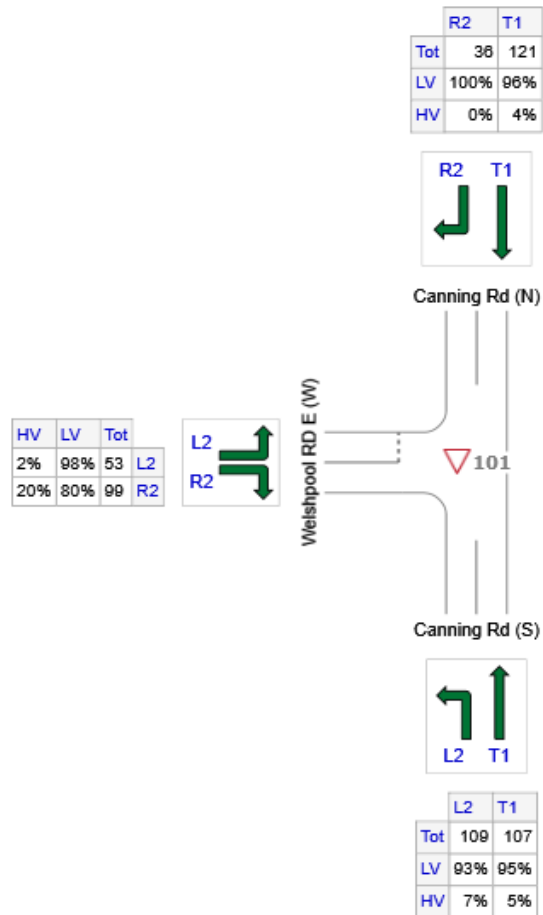 R2 T1
Tot 36 121
LV 100% 96%
HV 0% 4%
R2 T1
Canning Rd (N)
HV LV Tot
2% 98% 53 L2
20% 80% 99 R2
L2
R2
Welshpool RD E (W)
101
Canning Rd (S)
L2 T1
L2 T1
Tot 109 107
LV 93% 95%
HV 7% 5%